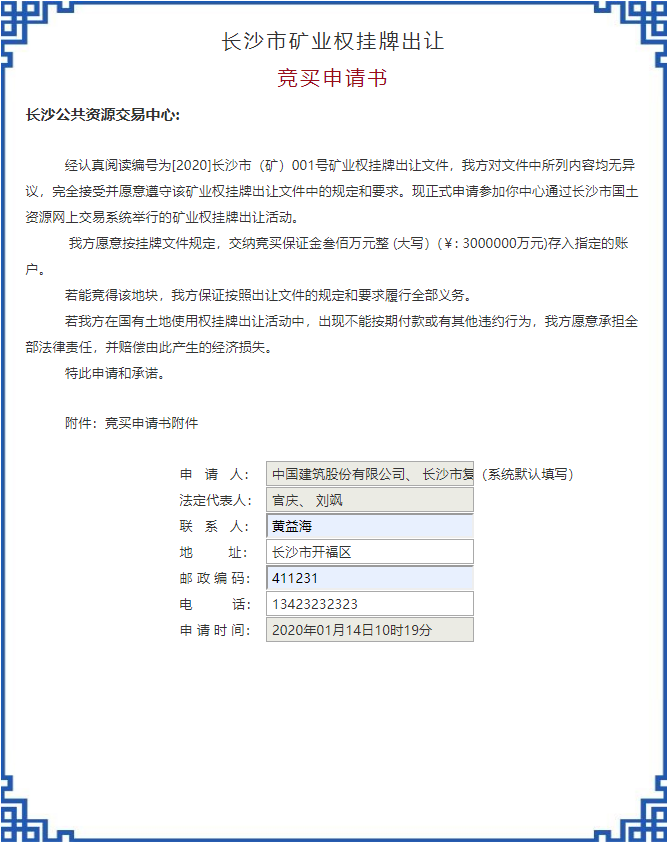 长沙市矿业权挂牌出让
竞买申请书
长沙公共资源交易中心:
经认真阅读编号为[2020]长沙市（矿）001号矿业权挂牌出让文件，我方对文件中所列内容均无异
议，完全接受并愿意遵守该矿业权挂牌出让文件中的规定和要求。现正式申请参加你中心通过长沙市国土
资源网上交易系统举行的矿业权挂牌出让活动。
我方愿意按挂牌文件规定，交纳竞买保证金叁佰万元整 (大写)（￥: 3000000万元)存入指定的账
户。
若能竞得该地块，我方保证按照出让文件的规定和要求履行全部义务。
若我方在国有土地使用权挂牌出让活动中，出现不能按期付款或有其他违约行为，我方愿意承担全
部法律责任，并赔偿由此产生的经济损失。
特此申请和承诺。
附件：竞买申请书附件
申 请 人： 中国建筑股份有限公司、 长沙市复（系统默认填写）
法定代表人： 官庆、 刘飒
联 系 人： 黄益海
地 址： 长沙市开福区
邮 政 编 码： 411231
电 话： 13423232323
申 请 时 间： 2020年01月14日10时19分